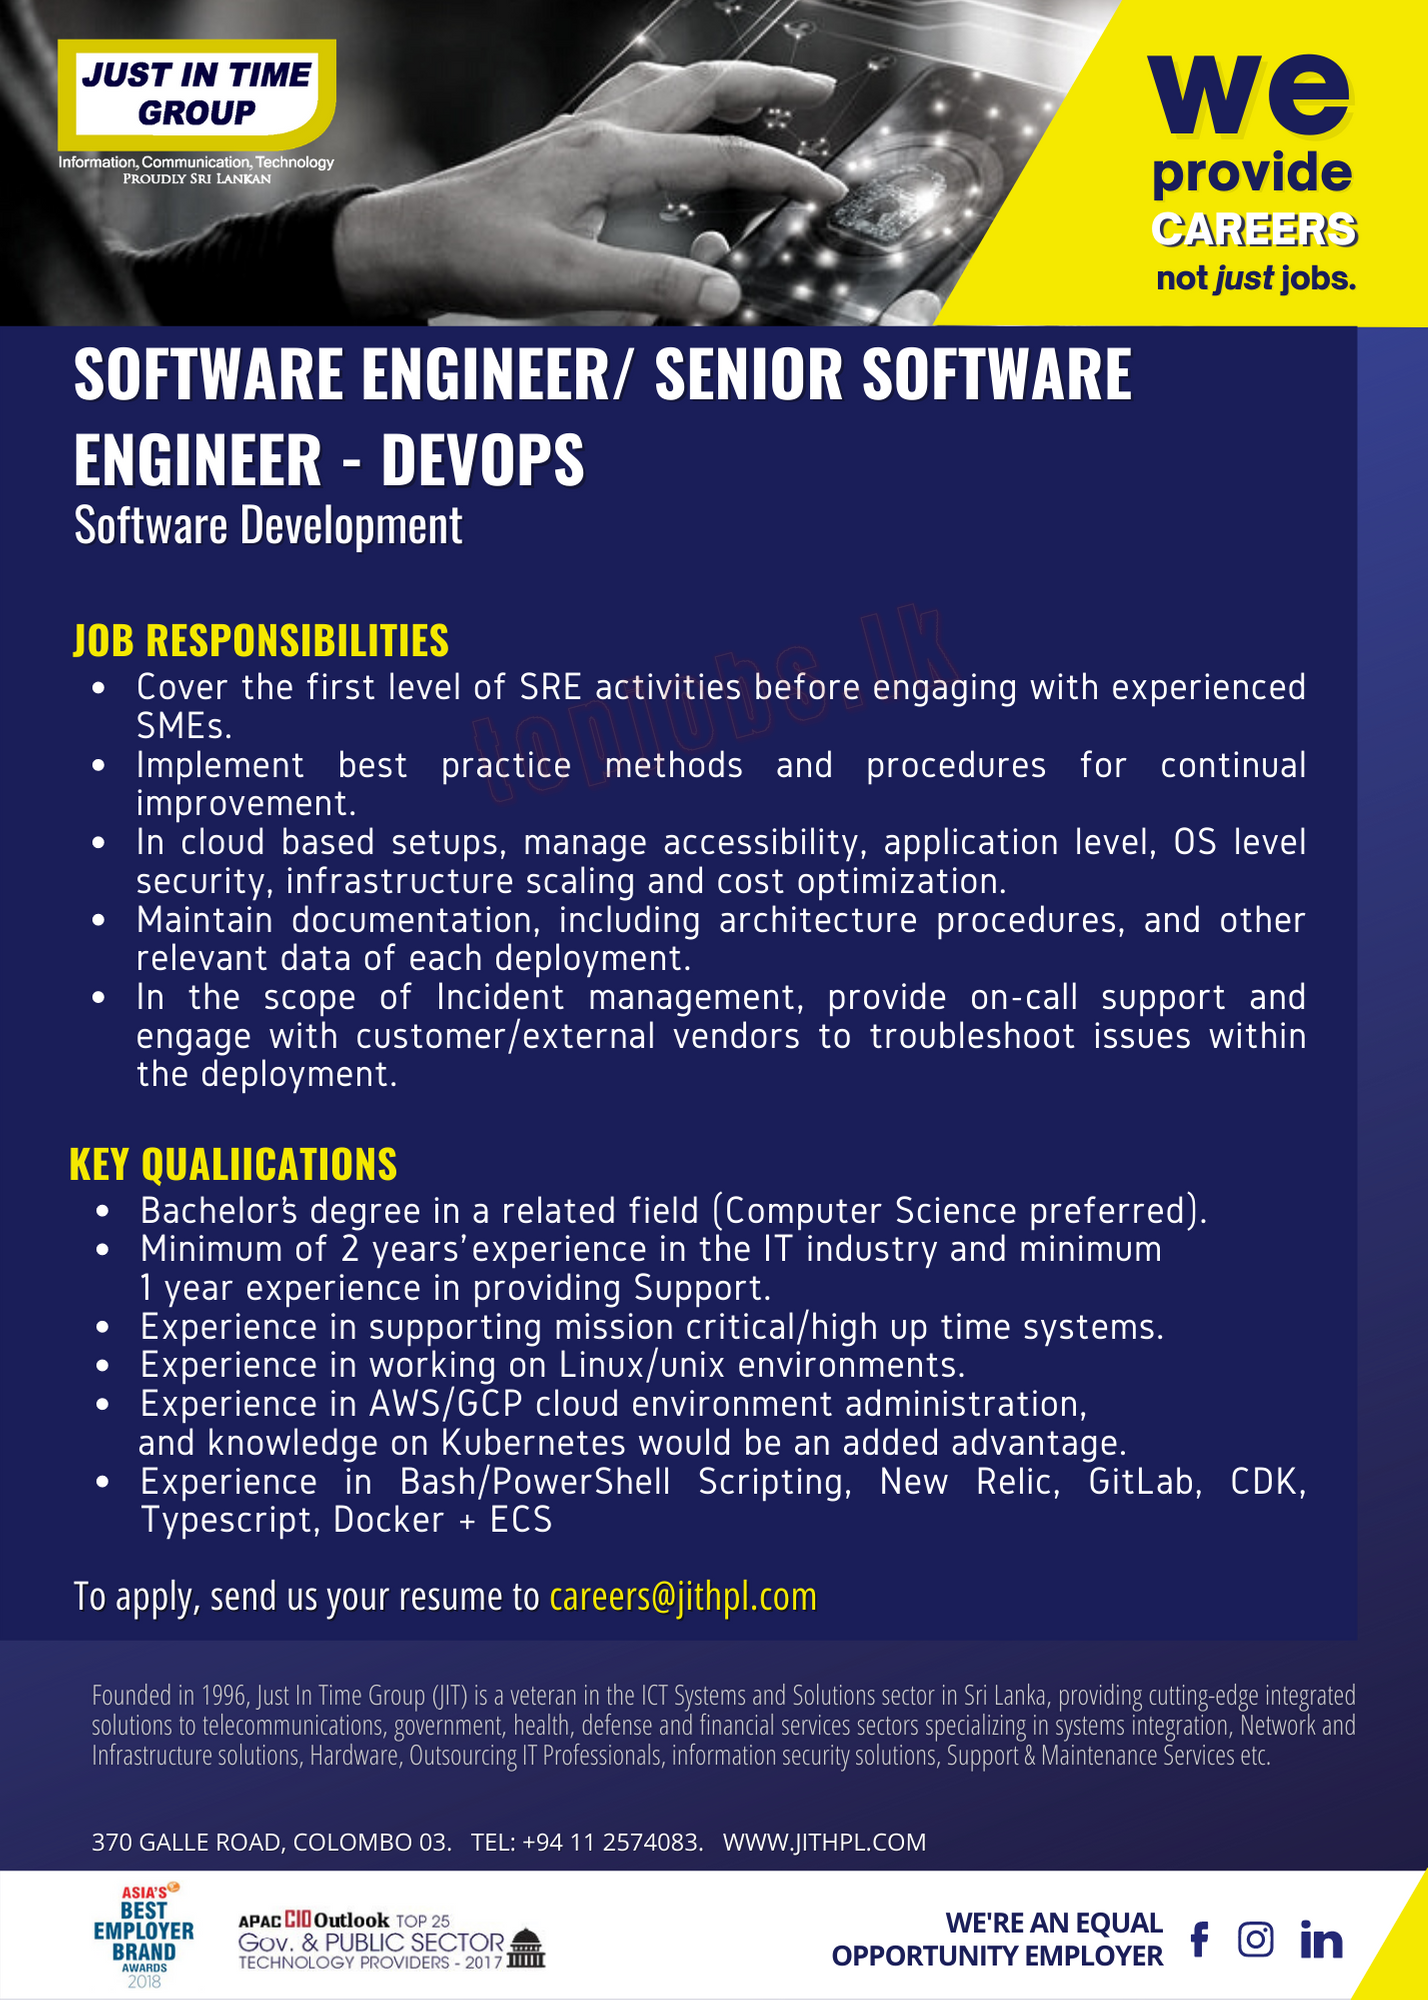 JUST IN TIME
GROUP
Information, Communication, Technology
PROUDLY SRI LANKAN
we
provide
CAREERS
not just jobs.
SOFTWARE ENGINEER/ SENIOR SOFTWARE
ENGINEER - DEVOPS
Software Development
topjobs.lk
JOB RESPONSIBILITIES
• Cover the first level of SRE activities before engaging with experienced
SMEs.
• Implement best practice methods and procedures for continual
improvement.
• In cloud based setups, manage accessibility, application level, OS level
security, infrastructure scaling and cost optimization.
• Maintain documentation, including architecture procedures, and other
relevant data of each deployment.
• In the scope of Incident management, provide on-call support and
engage with customer/external vendors to troubleshoot issues within
the deployment.
KEY QUALIICATIONS
• Bachelor's degree in a related field (Computer Science preferred).
• Minimum of 2 years' experience in the IT industry and minimum
1 year experience in providing Support.
• Experience in supporting mission critical/high up time systems.
• Experience in working on Linux/unix environments.
• Experience in AWS/GCP cloud environment administration,
and knowledge on Kubernetes would be an added advantage.
• Experience in Bash/PowerShell Scripting, New Relic, GitLab, CDK,
Typescript, Docker + ECS
To apply, send us your resume to careers@jithpl.com
Founded in 1996, Just In Time Group (JIT) is a veteran in the ICT Systems and Solutions sector in Sri Lanka, providing cutting-edge integrated
solutions to telecommunications, government, health, defense and financial services sectors specializing in systems integration, Network and
Infrastructure solutions, Hardware, Outsourcing IT Professionals, information security solutions, Support & Maintenance Services etc.
370 GALLE ROAD, COLOMBO 03. TEL: +94 11 2574083. WWW.JITHPL.COM
ASIA'S
BEST
EMPLOYER
BRAND
AWARDS
2018
APAC CIO Outlook TOP 25
GOV. & PUBLIC SECTOR
TECHNOLOGY PROVIDERS - 2017
WE'RE AN EQUAL
OPPORTUNITY EMPLOYER